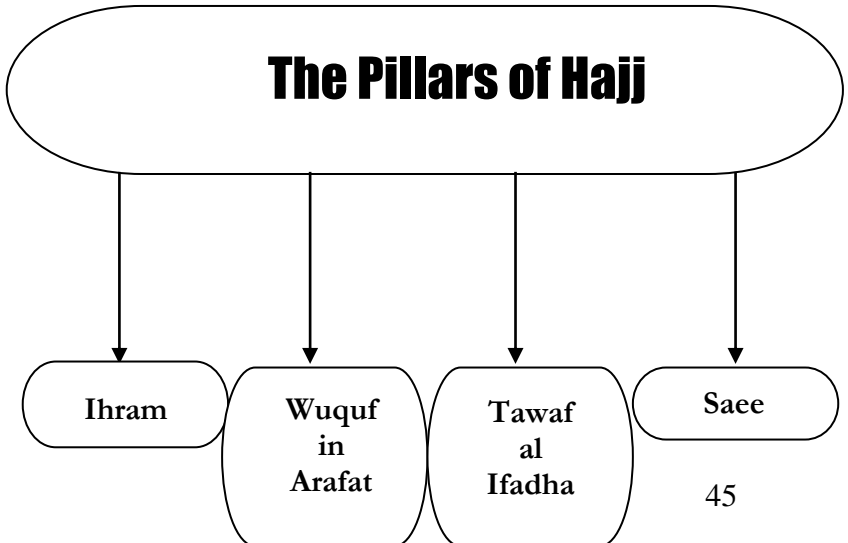 The Pillars of Hajj
Ihram
Wuquf
in
Arafat
Tawaf
al
Ifadha
Saee
45